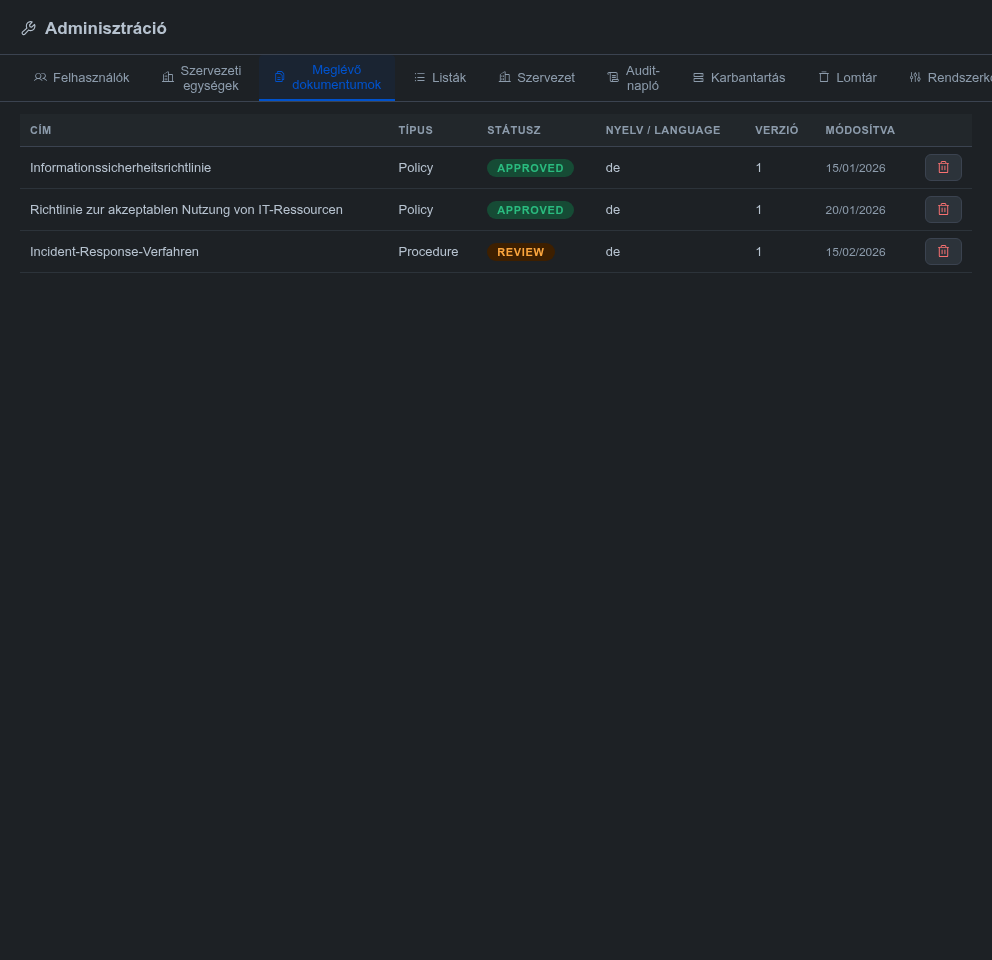 Adminisztráció
Felhasználók
Szervezeti egységek
Meglévő dokumentumok
Listák
Szervezet
Audit-napló
Karbantartás
Lomtár
CÍM TÍPUS STÁTUSZ NYELV / LANGUAGE VERZIÓ MÓDOSÍTVA
Informationssicherheitsrichtlinie Policy APPROVED de 1 15/01/2026
Richtlinie zur akzeptablen Nutzung von IT-Ressourcen Policy APPROVED de 1 20/01/2026
Incident-Response-Verfahren Procedure REVIEW de 1 15/02/2026